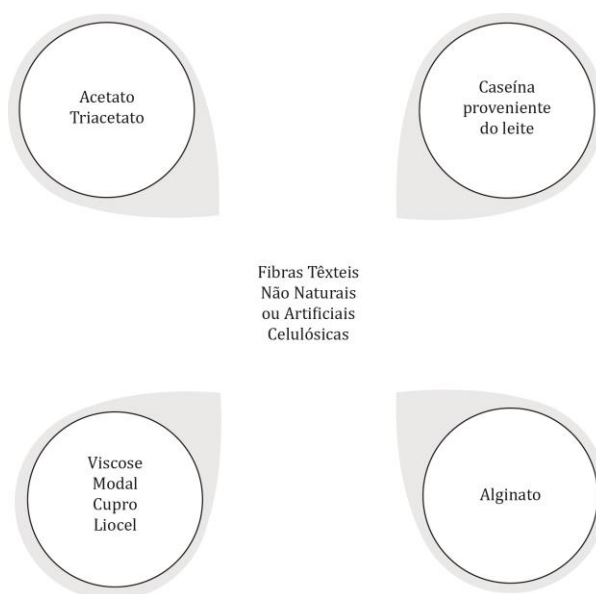 Acetato
Triacetato
Caseína
proveniente
do leite
Fibras Têxteis
Não Naturais
ou Artificiais
Celulósicas
Viscose
Modal
Cupro
Liocel
Alginato